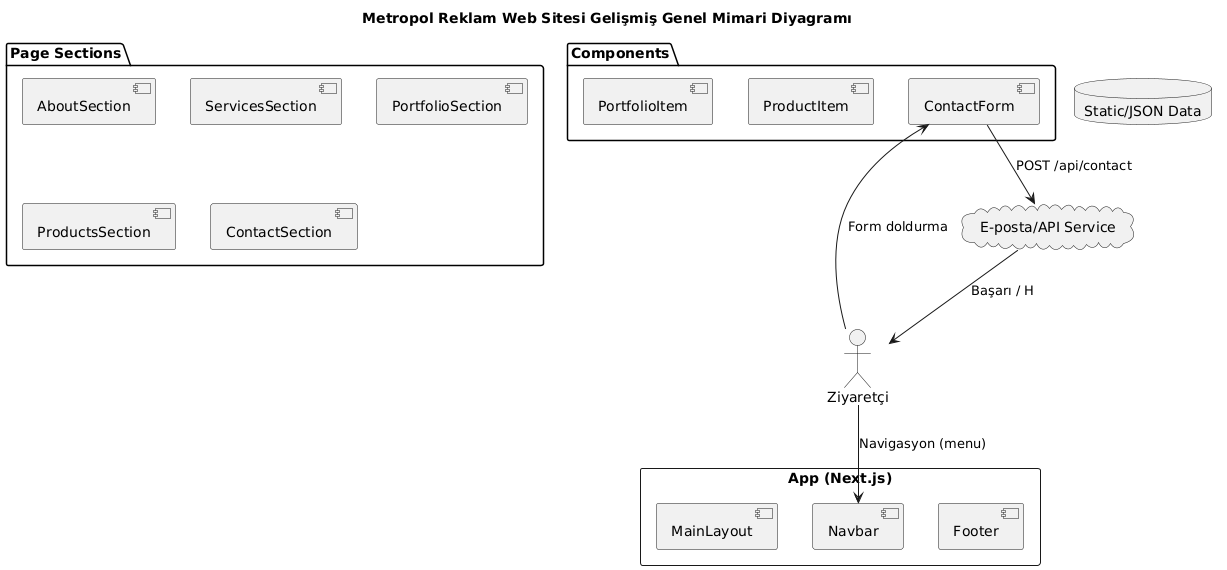 Metropol Reklam Web Sitesi Gelişmiş Genel Mimari Diyagramı
Page Sections
AboutSection
ServicesSection
PortfolioSection
ProductsSection
ContactSection
Components
PortfolioItem
ProductItem
ContactForm
Static/JSON Data
POST /api/contact
Form doldurma
E-posta/API Service
Başarı / H
Ziyaretçi
Navigasyon (menu)
App (Next.js)
MainLayout
Navbar
Footer